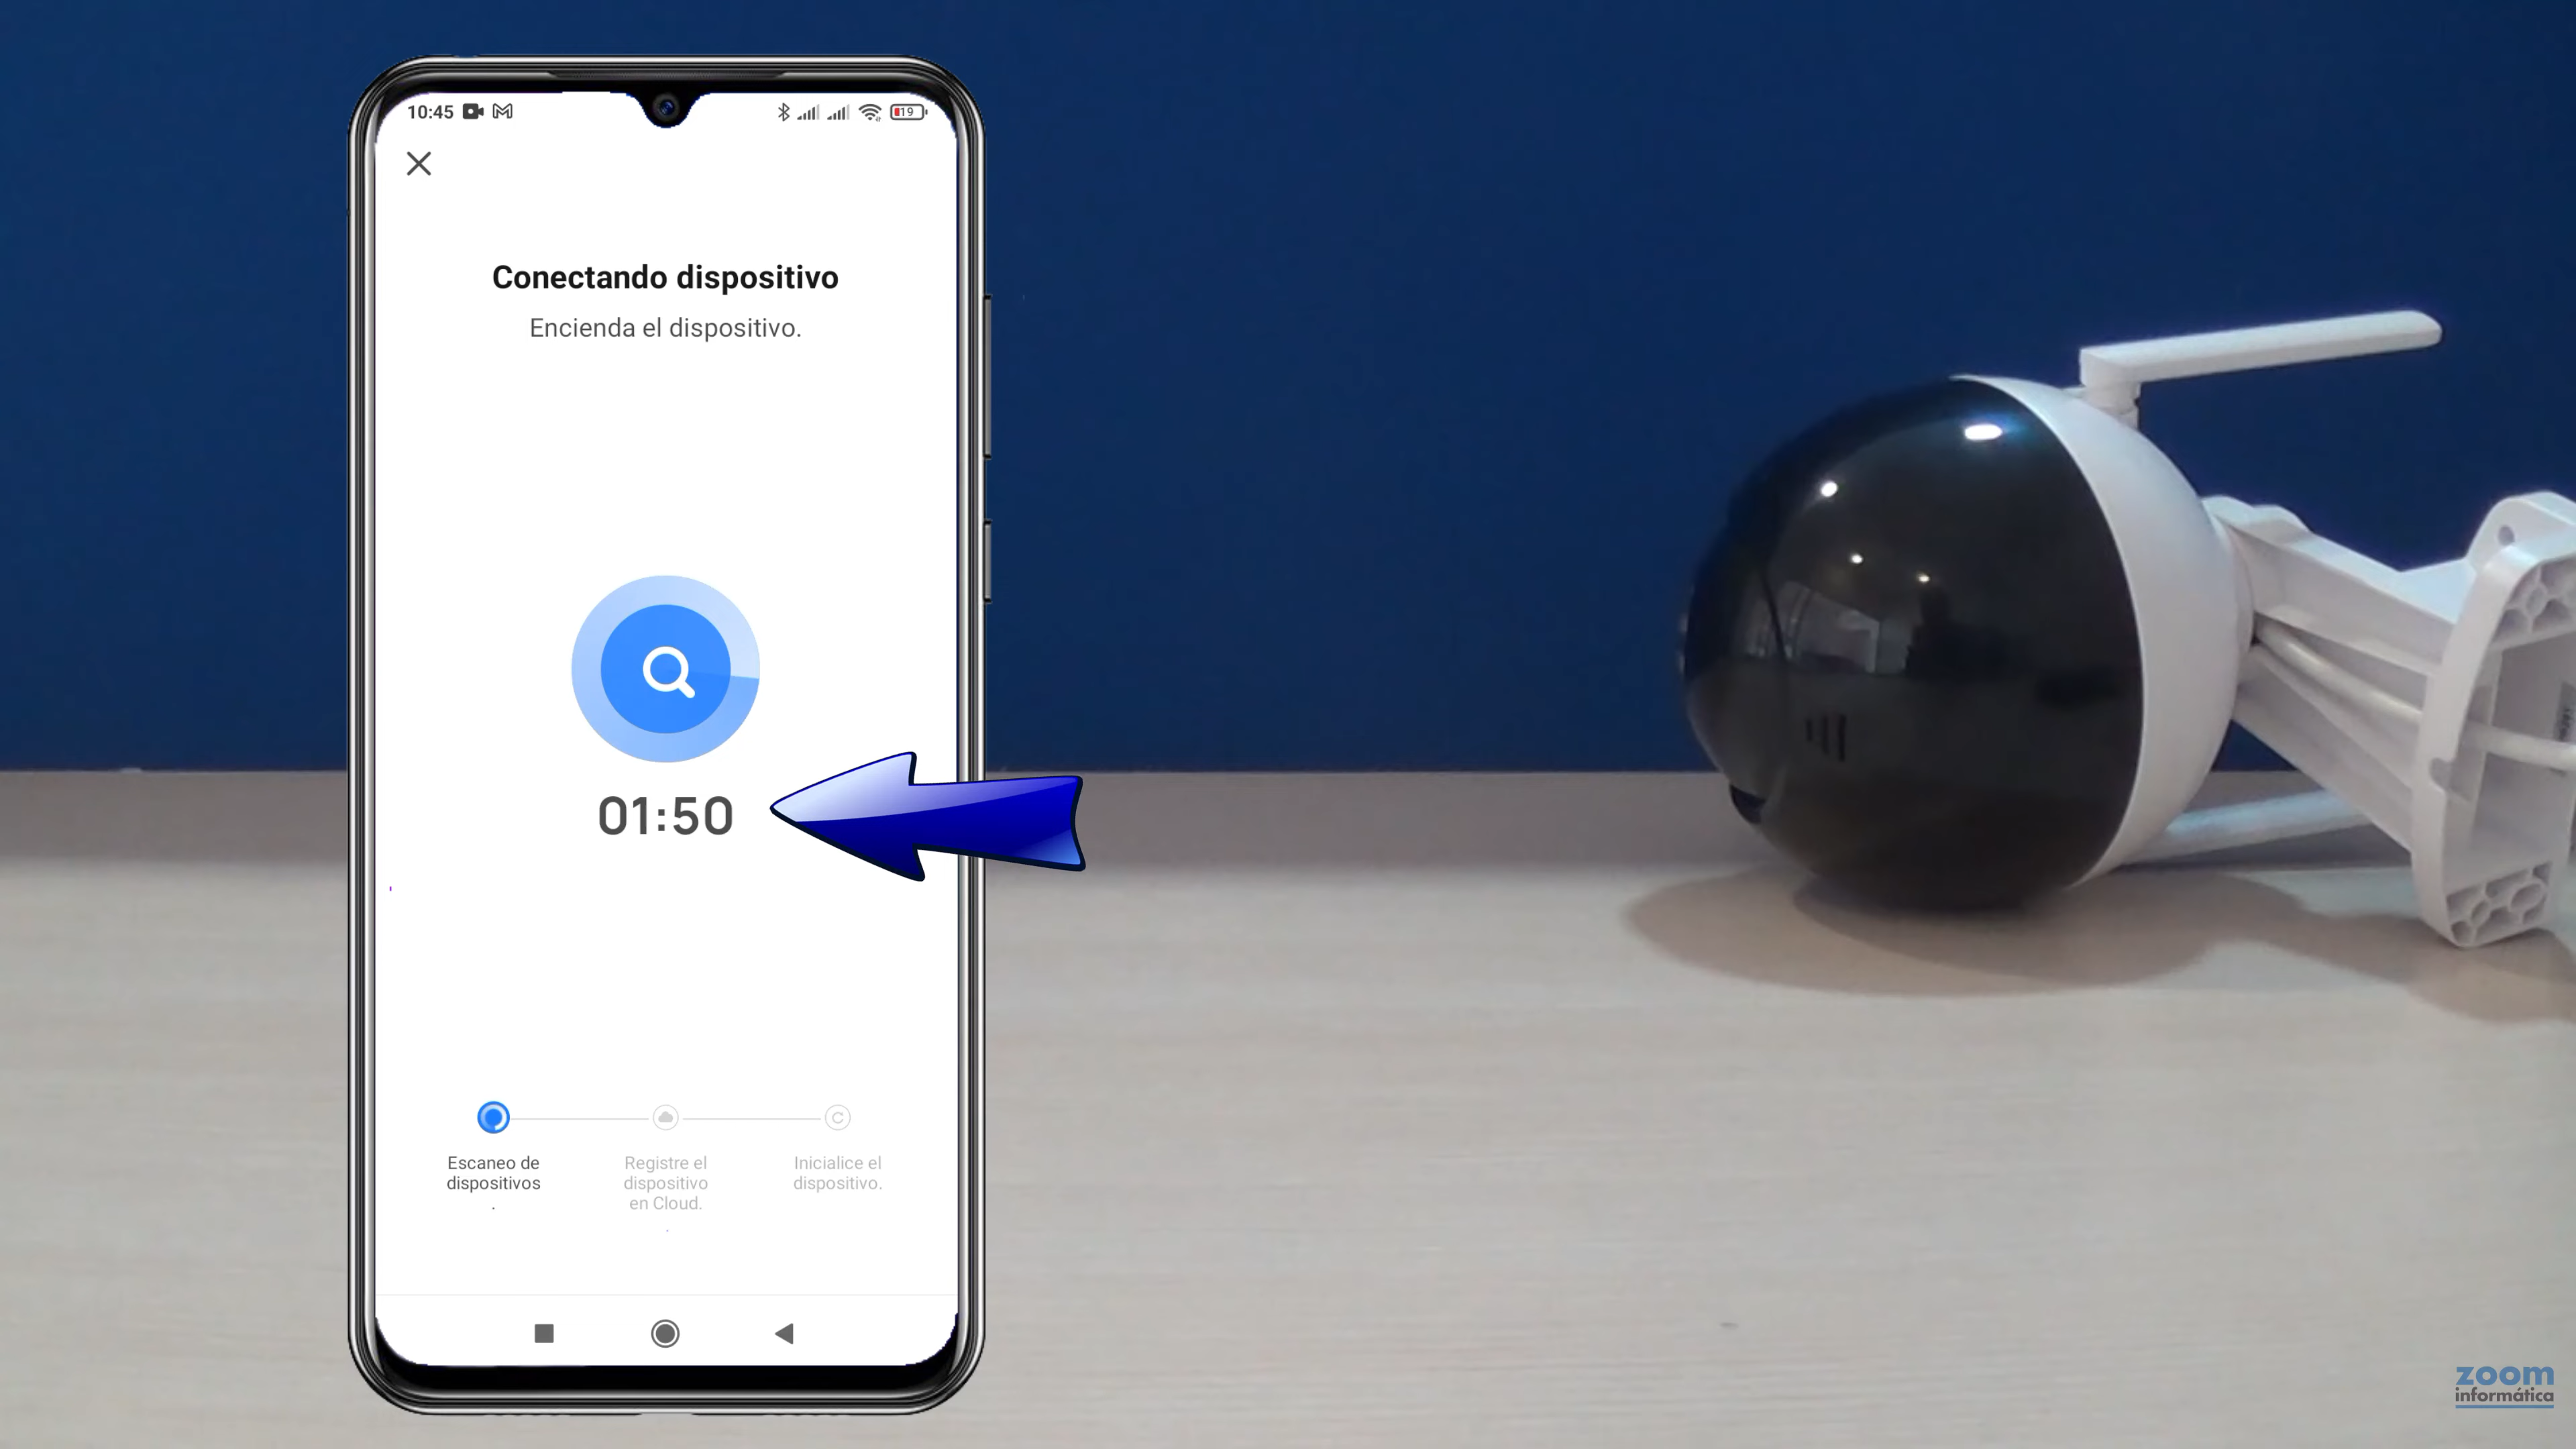 10:45
19
Conectando dispositivo
Encienda el dispositivo.
01:50
Escaneo de
dispositivos
.
Registre el
dispositivo
en Cloud.
.
Inicialice el
dispositivo.
zoom
informática